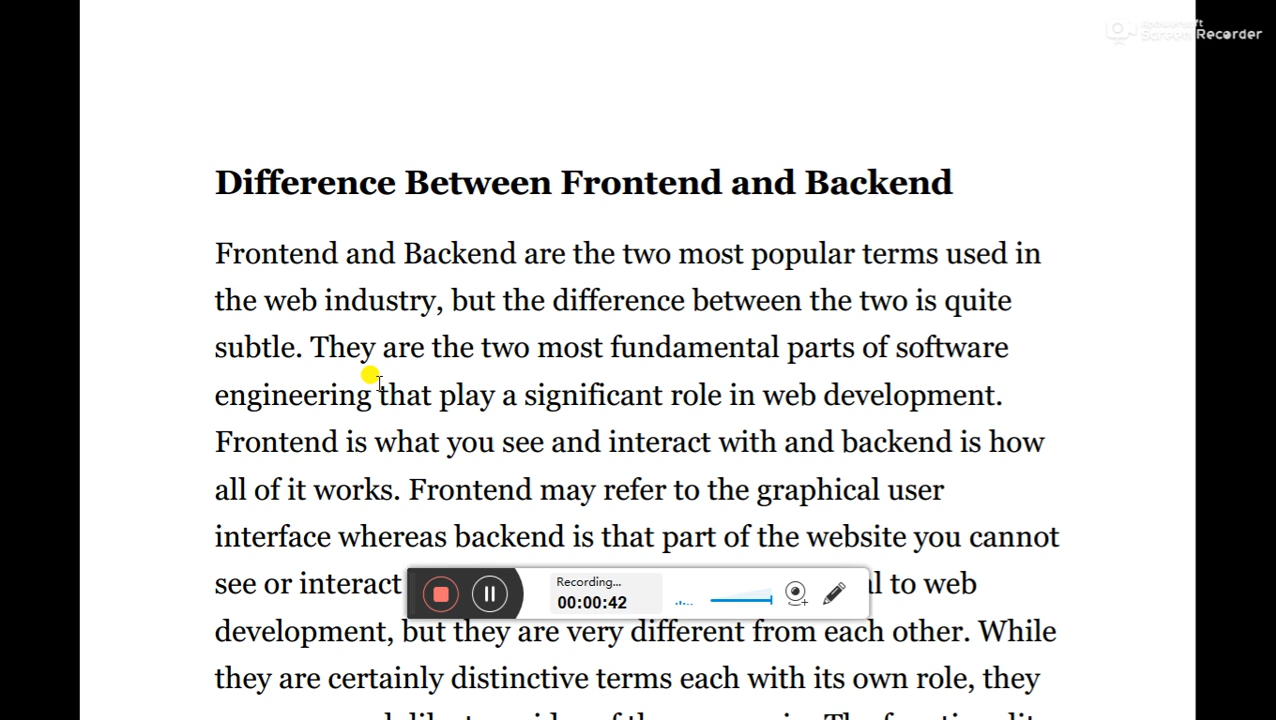 Apowersoft
Screen Recorder
Difference Between Frontend and Backend
Frontend and Backend are the two most popular terms used in
the web industry, but the difference between the two is quite
subtle. They are the two most fundamental parts of software
engineering that play a significant role in web development.
Frontend is what you see and interact with and backend is how
all of it works. Frontend may refer to the graphical user
interface whereas backend is that part of the website you cannot
see or interact
to web
Recording...
00:00:42
development, but they are very different from each other. While
they are certainly distinctive terms each with its own role, they